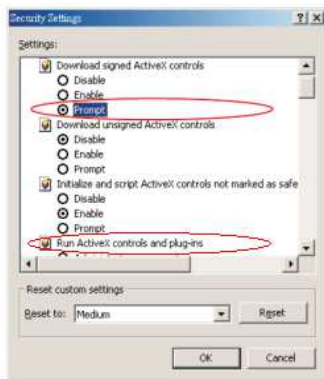 Security Settings
Settings:
Download signed ActiveX controls
Disable
Enable
Prompt
Download unsigned ActiveX controls
Disable
Enable
Prompt
Initialize and script ActiveX controls not marked as safe
Disable
Enable
Prompt
Run ActiveX controls and plug-ins
Reset custom settings
Reset to: Medium Reset
OK Cancel